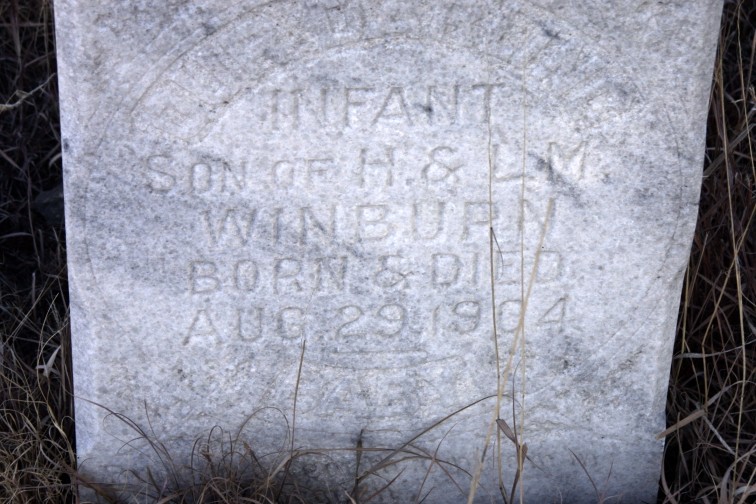 INFANT
SON OF H. & L. M.
WINBURN
BORN & DIED
AUG 29. 1904